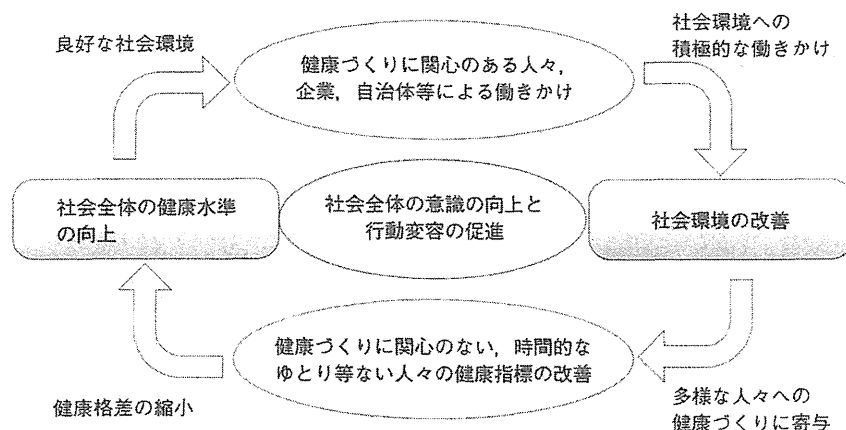 良好な社会環境
社会環境への
積極的な働きかけ
健康づくりに関心のある人々，
企業，自治体等による働きかけ
社会全体の健康水準
の向上
社会全体の意識の向上と
行動変容の促進
社会環境の改善
健康づくりに関心のない，時間的な
ゆとり等ない人々の健康指標の改善
健康格差の縮小
多様な人々への
健康づくりに寄与